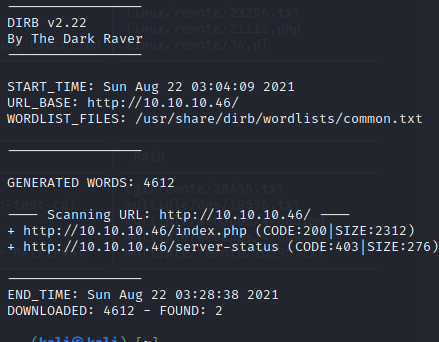 -----------------
DIRB v2.22
By The Dark Raver
-----------------
START_TIME: Sun Aug 22 03:04:09 2021
URL_BASE: http://10.10.10.46/
WORDLIST_FILES: /usr/share/dirb/wordlists/common.txt
-----------------
GENERATED WORDS: 4612
---- Scanning URL: http://10.10.10.46/ ----
+ http://10.10.10.46/index.php (CODE:200|SIZE:2312)
+ http://10.10.10.46/server-status (CODE:403|SIZE:276)
-----------------
END_TIME: Sun Aug 22 03:28:38 2021
DOWNLOADED: 4612 - FOUND: 2